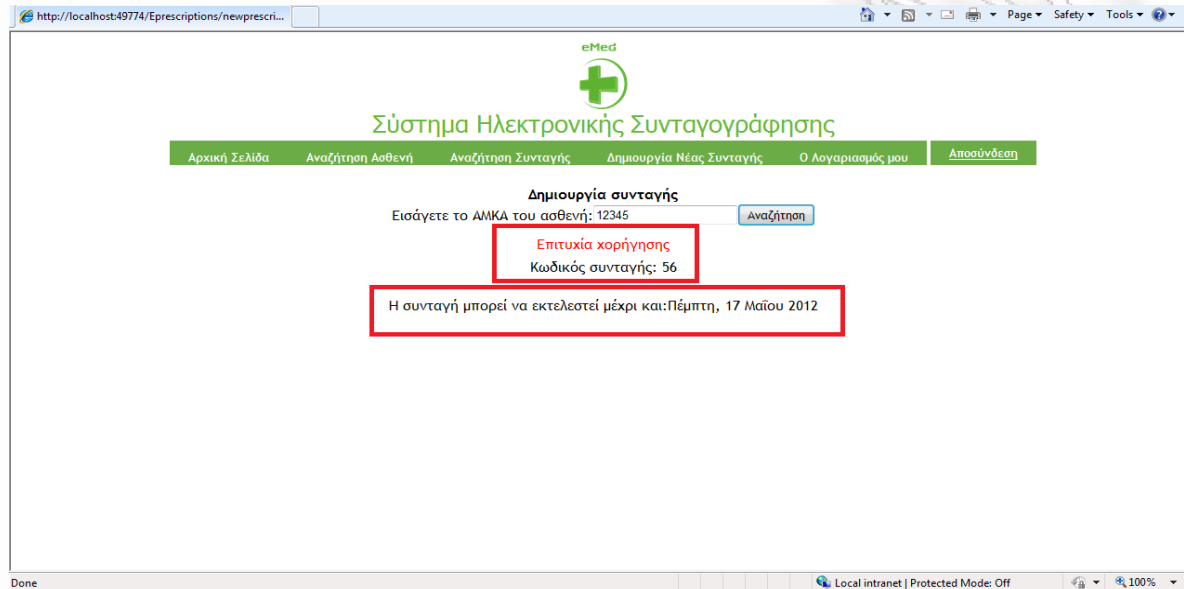 http://localhost:49774/Eprescriptions/newprescri...
Page Safety Tools
eMed
Σύστημα Ηλεκτρονικής Συνταγογράφησης
Αρχική Σελίδα Αναζήτηση Ασθενή Αναζήτηση Συνταγής Δημιουργία Νέας Συνταγής Ο Λογαριασμός μου Αποσύνδεση
Δημιουργία συνταγής
Εισάγετε το ΑΜΚΑ του ασθενή: 12345 Αναζήτηση
Επιτυχία χορήγησης
Κωδικός συνταγής: 56
Η συνταγή μπορεί να εκτελεστεί μέχρι και:Πέμπτη, 17 Μαΐου 2012
Done Local intranet | Protected Mode: Off 100%